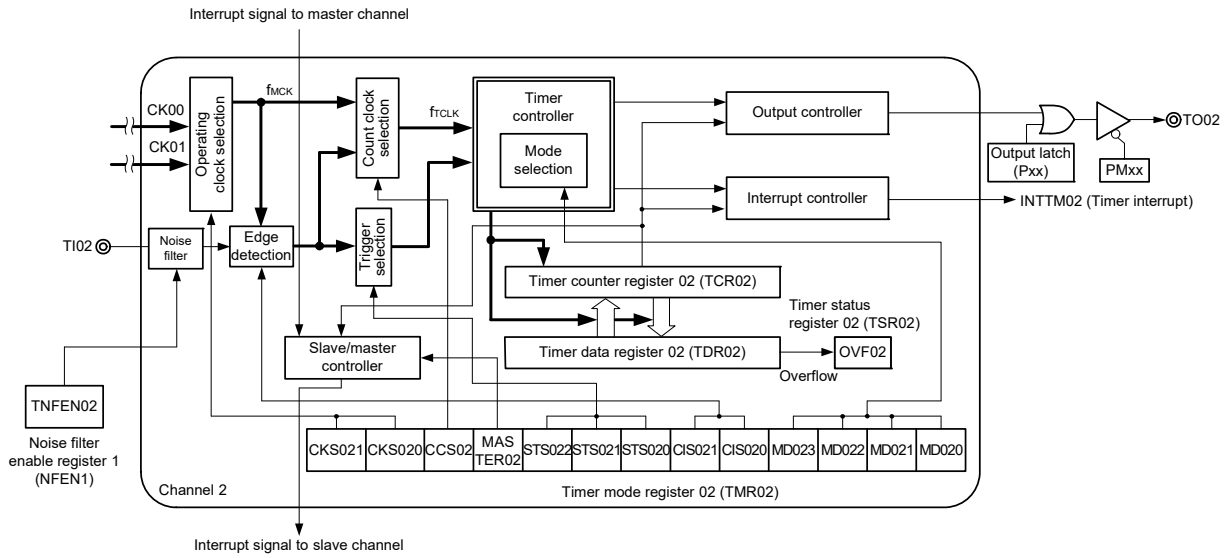 Interrupt signal to master channel
CK00
CK01
Operating
clock selection
fMCK
Count clock
selection
fTCLK
Timer
controller
Mode
selection
Output controller
TO02
Output latch
(Pxx)
PMxx
Interrupt controller
INTTM02 (Timer interrupt)
TI02
Noise
filter
Edge
detection
Trigger
selection
Timer counter register 02 (TCR02)
Timer status
register 02 (TSR02)
Slave/master
controller
Timer data register 02 (TDR02)
OVF02
Overflow
TNFEN02
Noise filter
enable register 1
(NFEN1)
CKS021
CKS020
CCS02
MAS
TER02
STS022
STS021
STS020
CIS021
CIS020
MD023
MD022
MD021
MD020
Channel 2
Timer mode register 02 (TMR02)
Interrupt signal to slave channel